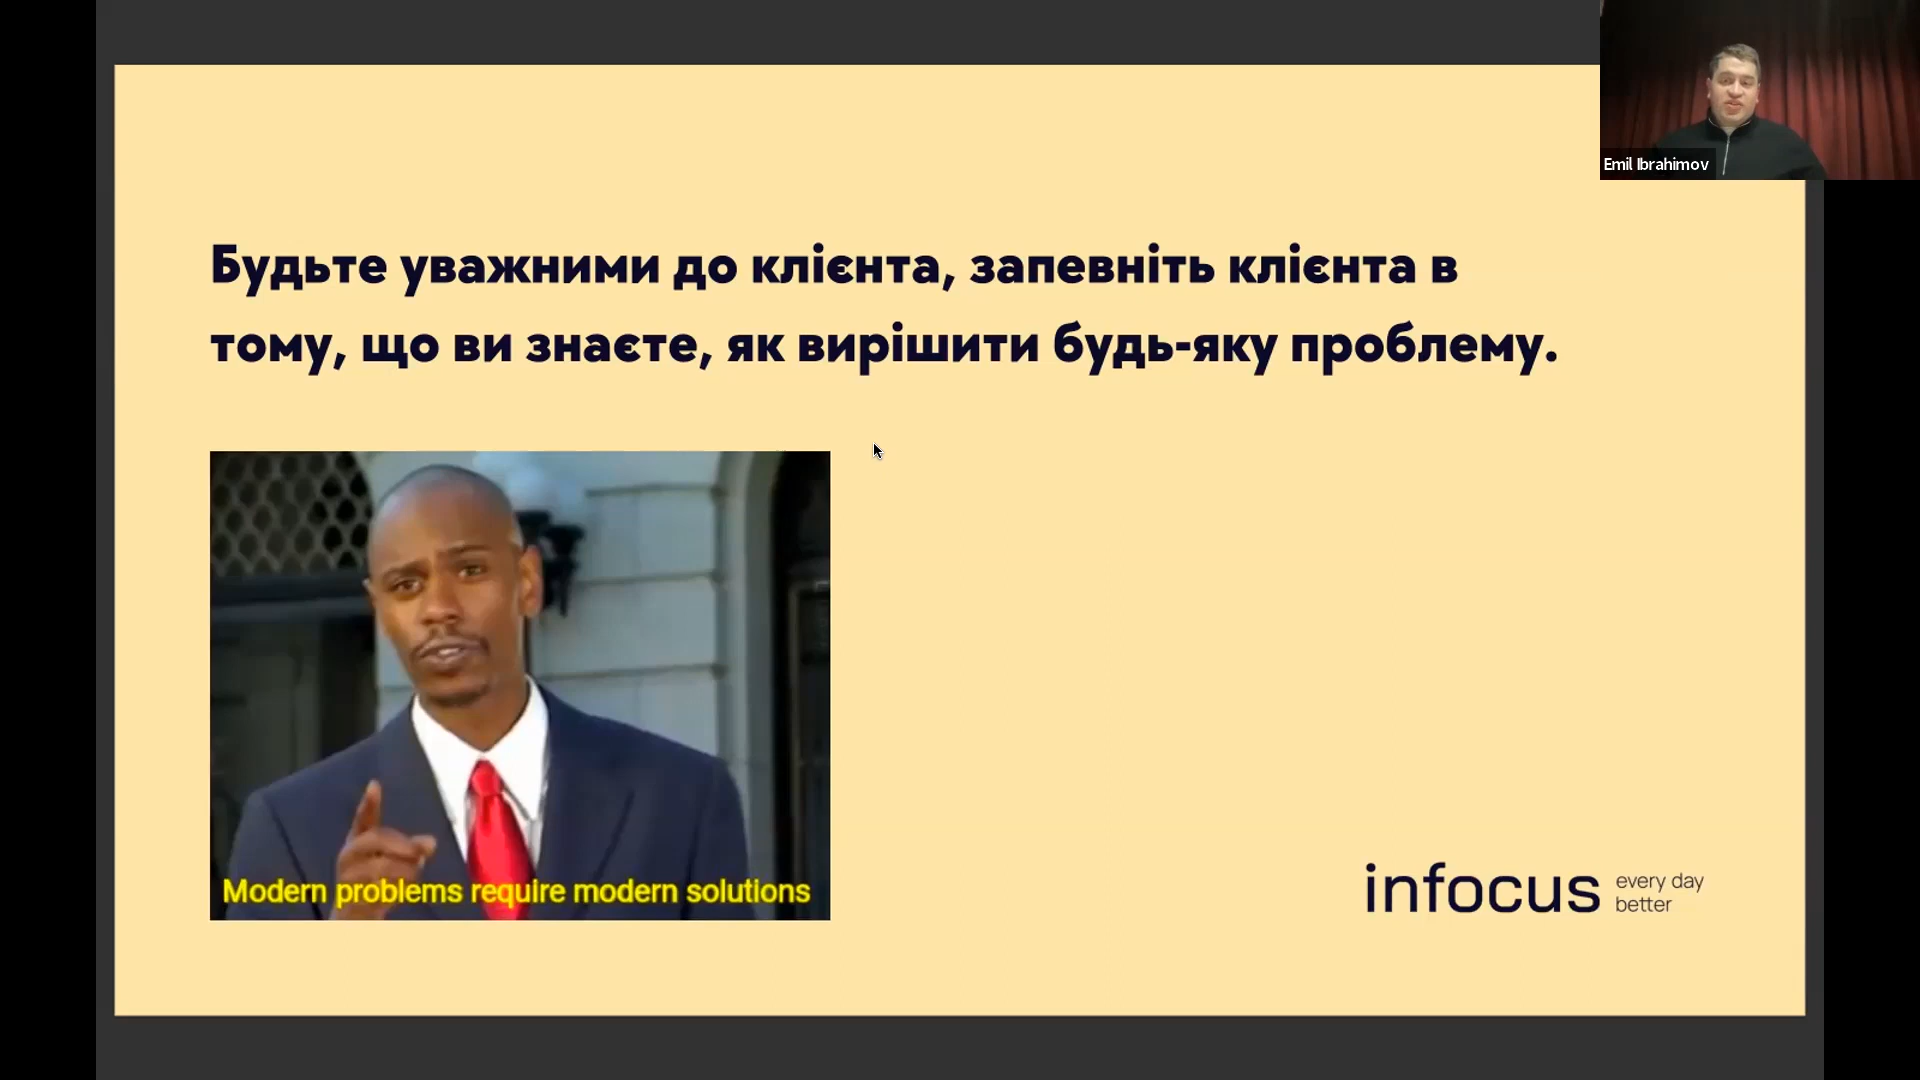 Emil Ibrahimov
Будьте уважними до клієнта, запевніть клієнта в
тому, що ви знаєте, як вирішити будь-яку проблему.
Modern problems require modern solutions
infocus every day
better